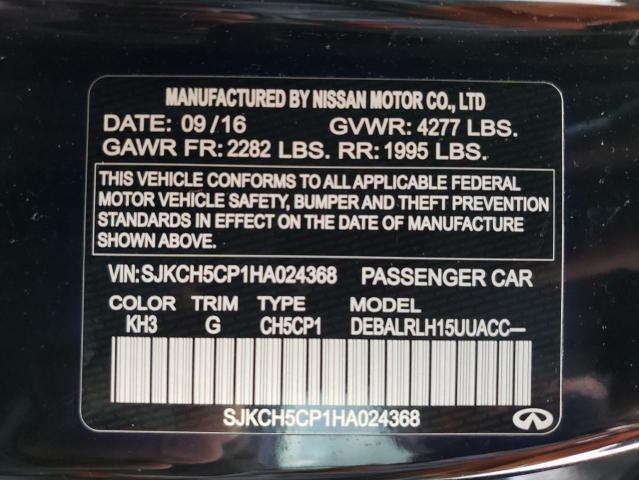 MANUFACTURED BY NISSAN MOTOR CO., LTD
DATE: 09/16 GVWR: 4277 LBS.
GAWR FR: 2282 LBS. RR: 1995 LBS.
THIS VEHICLE CONFORMS TO ALL APPLICABLE FEDERAL
MOTOR VEHICLE SAFETY, BUMPER AND THEFT PREVENTION
STANDARDS IN EFFECT ON THE DATE OF MANUFACTURE
SHOWN ABOVE.
VIN:SJKCH5CP1HA024368 PASSENGER CAR
COLOR TRIM TYPE MODEL
KH3 G CH5CP1 DEBALRLH15UUACC—
SJKCH5CP1HA024368